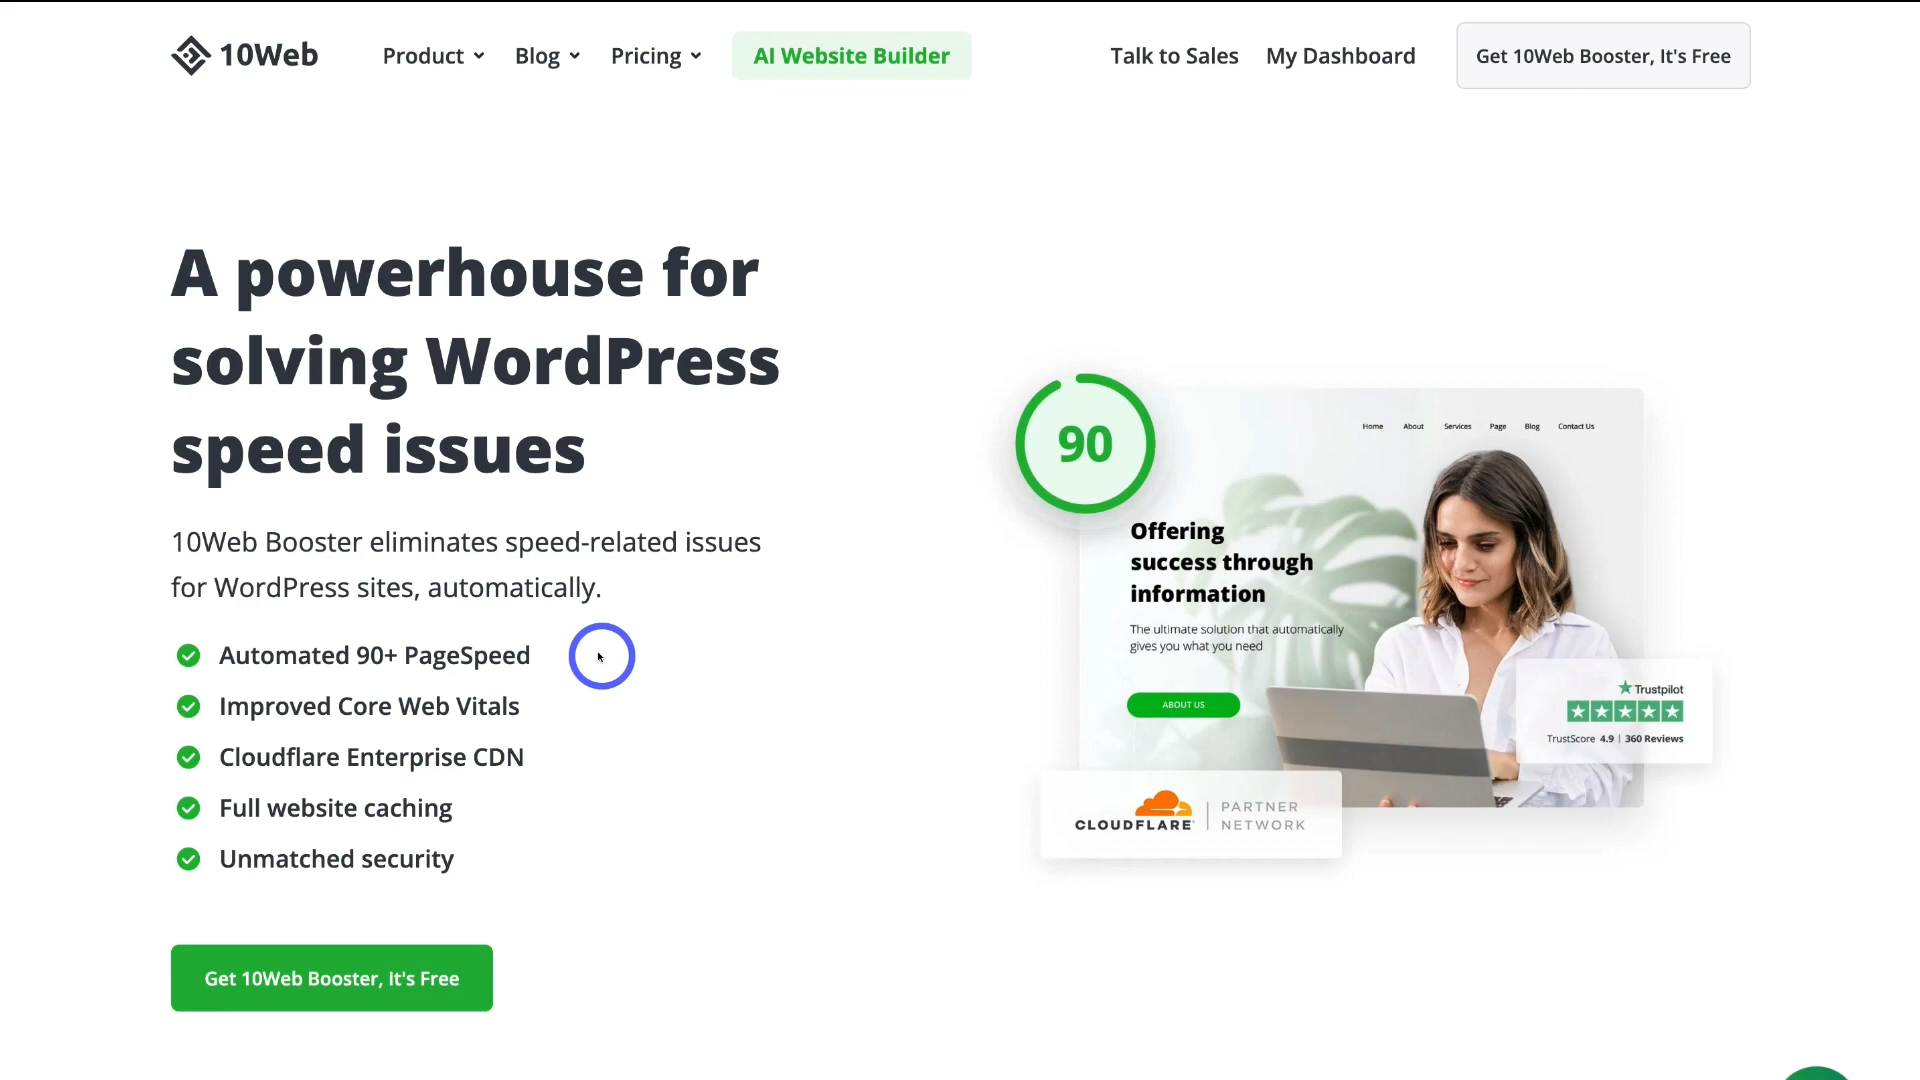 10Web
Product
Blog
Pricing
AI Website Builder
Talk to Sales
My Dashboard
Get 10Web Booster, It's Free
A powerhouse for
solving WordPress
speed issues
10Web Booster eliminates speed-related issues
for WordPress sites, automatically.
Automated 90+ PageSpeed
Improved Core Web Vitals
Cloudflare Enterprise CDN
Full website caching
Unmatched security
Get 10Web Booster, It's Free
90
Home About Services Page Blog Contact Us
Offering
success through
information
The ultimate solution that automatically
gives you what you need
ABOUT US
Trustpilot
TrustScore 4.9 | 360 Reviews
CLOUDFLARE
PARTNER
NETWORK